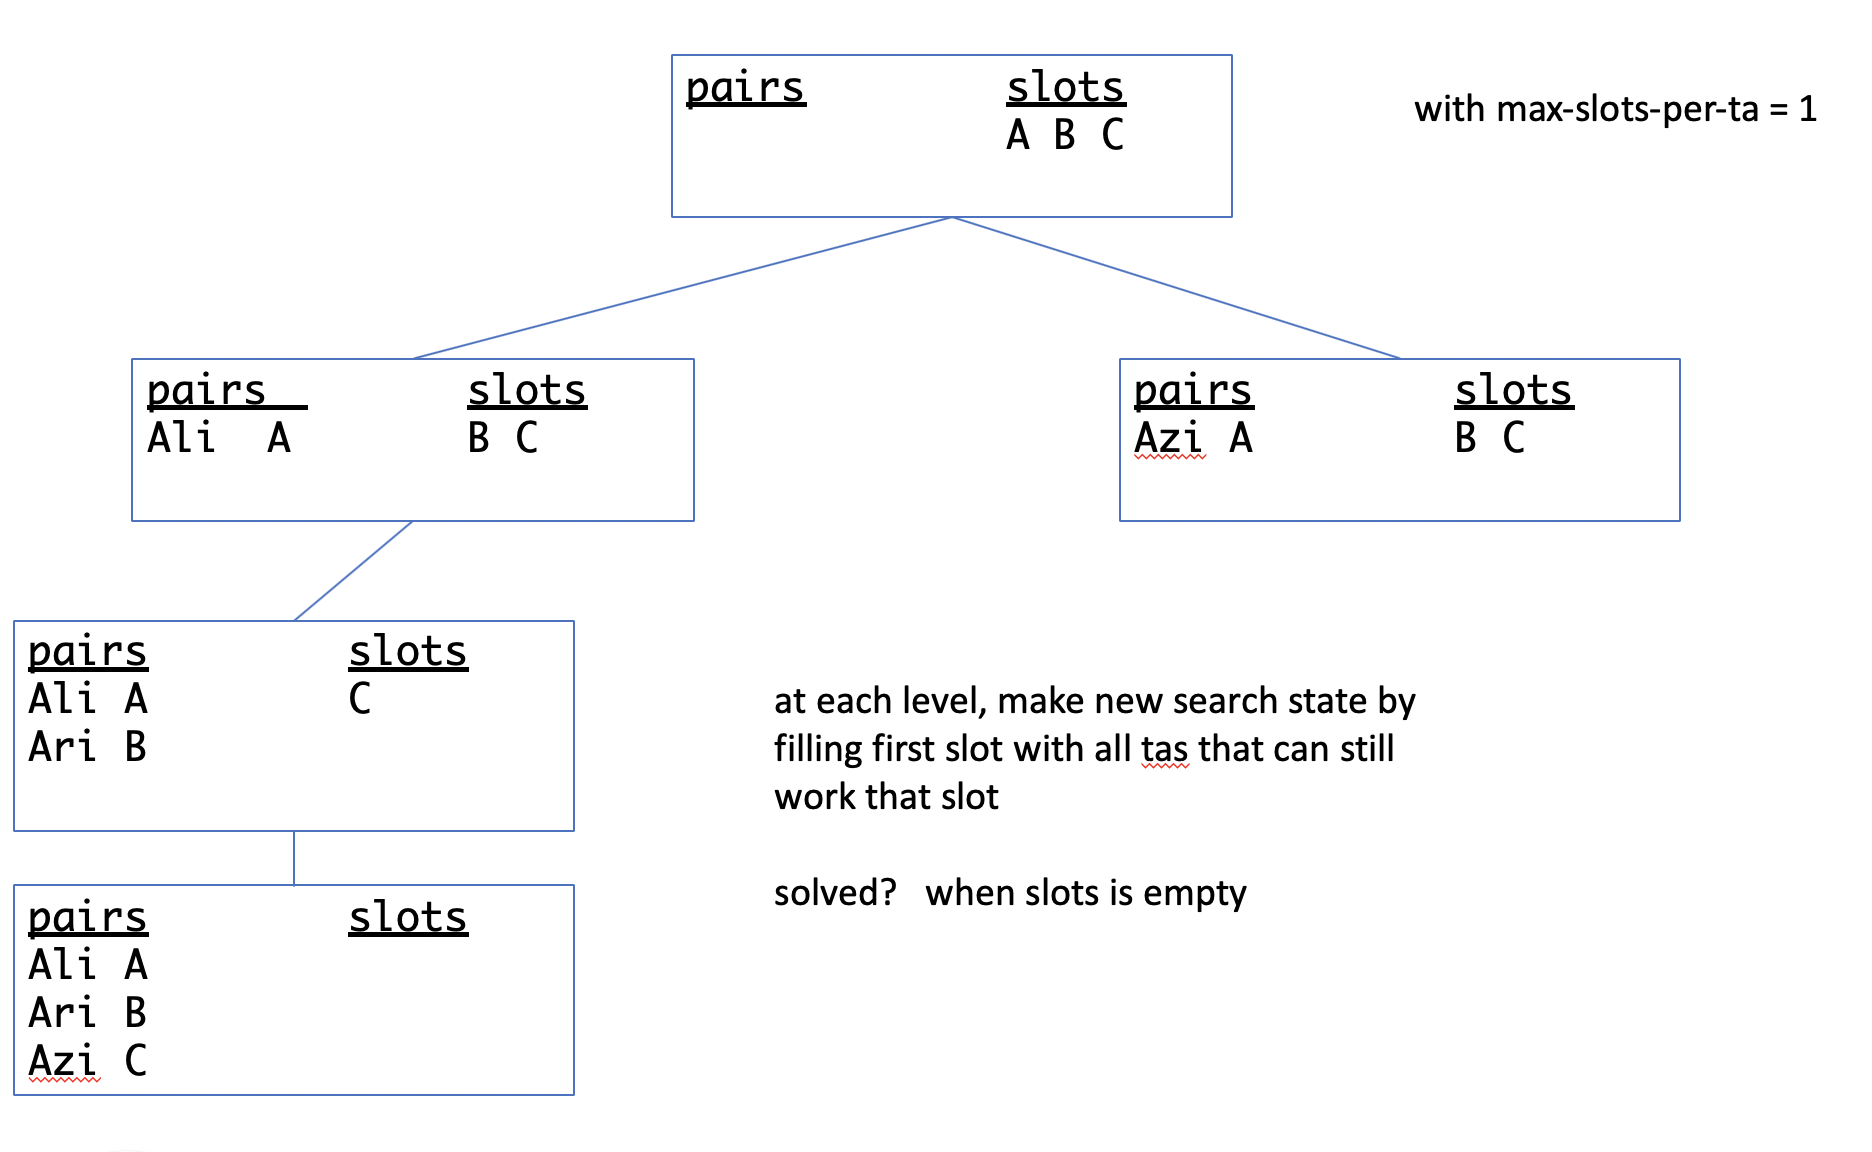 pairs slots
A B C
with max-slots-per-ta = 1
pairs slots
Ali A B C
pairs slots
Azi A B C
pairs slots
Ali A C
Ari B
at each level, make new search state by
filling first slot with all tas that can still
work that slot
solved? when slots is empty
pairs slots
Ali A
Ari B
Azi C